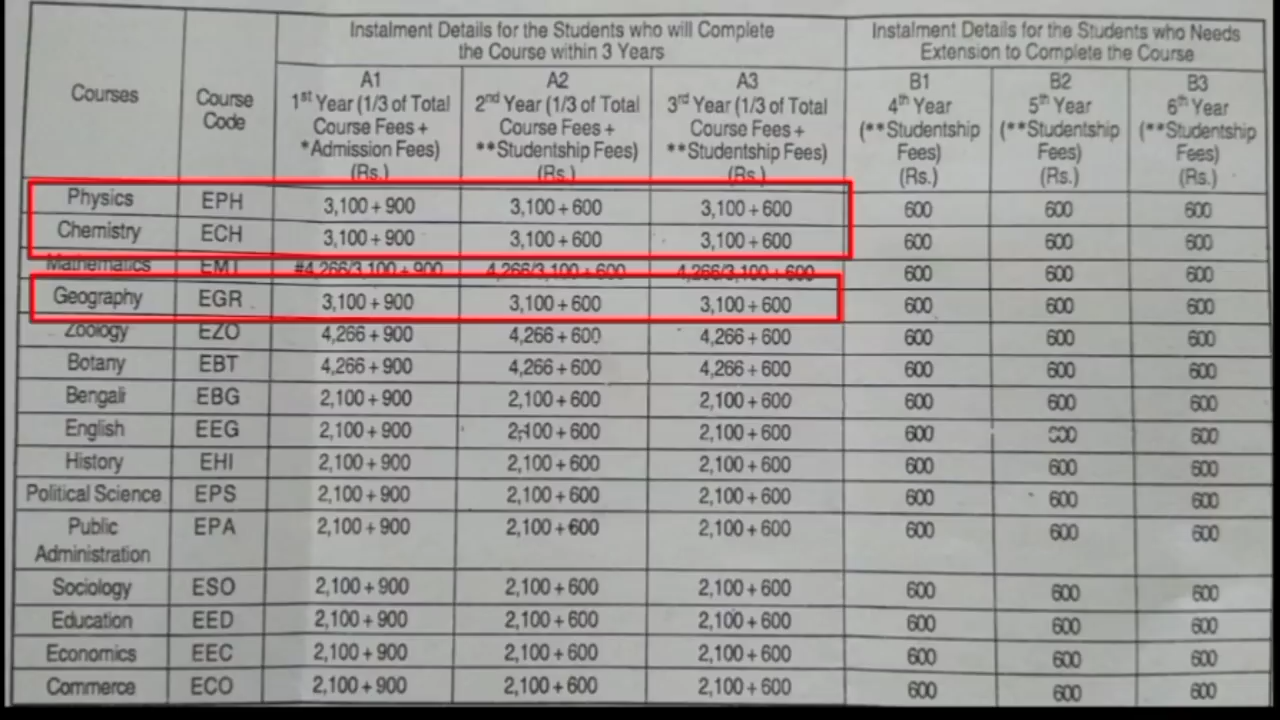 Instalment Details for the Students who will Complete
the Course within 3 Years
Instalment Details for the Students who Needs
Extension to Complete the Course
Courses
Course
Code
A1
1st Year (1/3 of Total
Course Fees +
*Admission Fees)
(Rs.)
A2
2nd Year (1/3 of Total
Course Fees +
**Studentship Fees)
(Rs.)
A3
3rd Year (1/3 of Total
Course Fees +
**Studentship Fees)
(Rs.)
B1
4th Year
(**Studentship
Fees)
(Rs.)
B2
5th Year
(**Studentship
Fees)
(Rs.)
B3
6th Year
(**Studentship
Fees)
(Rs.)
Physics EPH 3,100+900 3,100+600 3,100+600 600 600 600
Chemistry ECH 3,100+900 3,100+600 3,100+600 600 600 600
Mathematics EMT #4,266/3,100+900 4,266/3,100+600 4,266/3,100+600 600 600 600
Geography EGR 3,100+900 3,100+600 3,100+600 600 600 600
Zoology EZO 4,266+900 4,266+600 4,266+600 600 600 600
Botany EBT 4,266+900 4,266+600 4,266+600 600 600 600
Bengali EBG 2,100+900 2,100+600 2,100+600 600 600 600
English EEG 2,100+900 2,100+600 2,100+600 600 600 600
History EHI 2,100+900 2,100+600 2,100+600 600 600 600
Political Science EPS 2,100+900 2,100+600 2,100+600 600 600 600
Public EPA 2,100+900 2,100+600 2,100+600 600 600 600
Administration
Sociology ESO 2,100+900 2,100+600 2,100+600 600 600 600
Education EED 2,100+900 2,100+600 2,100+600 600 600 600
Economics EEC 2,100+900 2,100+600 2,100+600 600 600 600
Commerce ECO 2,100+900 2,100+600 2,100+600 600 600 600